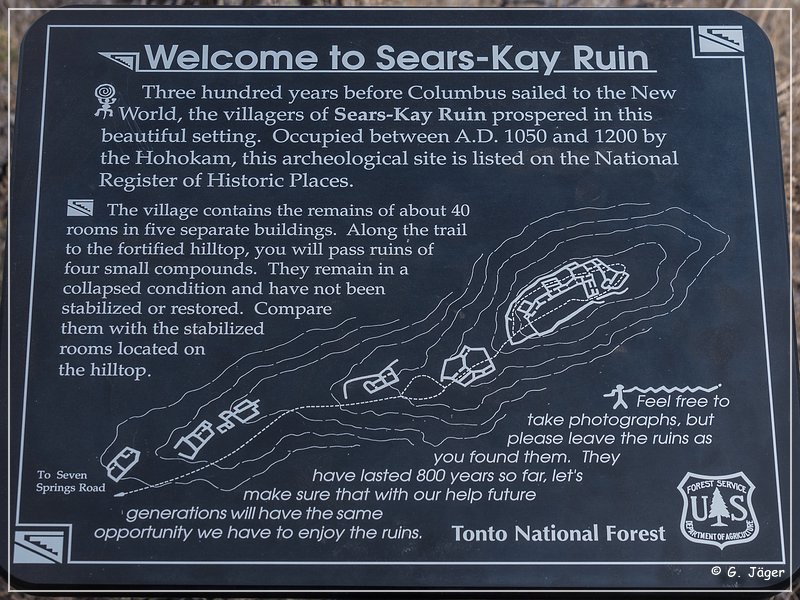 Welcome to Sears-Kay Ruin
Three hundred years before Columbus sailed to the New
World, the villagers of Sears-Kay Ruin prospered in this
beautiful setting. Occupied between A.D. 1050 and 1200 by
the Hohokam, this archeological site is listed on the National
Register of Historic Places.
The village contains the remains of about 40
rooms in five separate buildings. Along the trail
to the fortified hilltop, you will pass ruins of
four small compounds. They remain in a
collapsed condition and have not been
stabilized or restored. Compare
them with the stabilized
rooms located on
the hilltop.
To Seven
Springs Road
Feel free to
take photographs, but
please leave the ruins as
you found them. They
have lasted 800 years so far, let's
make sure that with our help future
generations will have the same
opportunity we have to enjoy the ruins.
Tonto National Forest
FOREST SERVICE
U S
DEPARTMENT OF AGRICULTURE
© G. Jäger